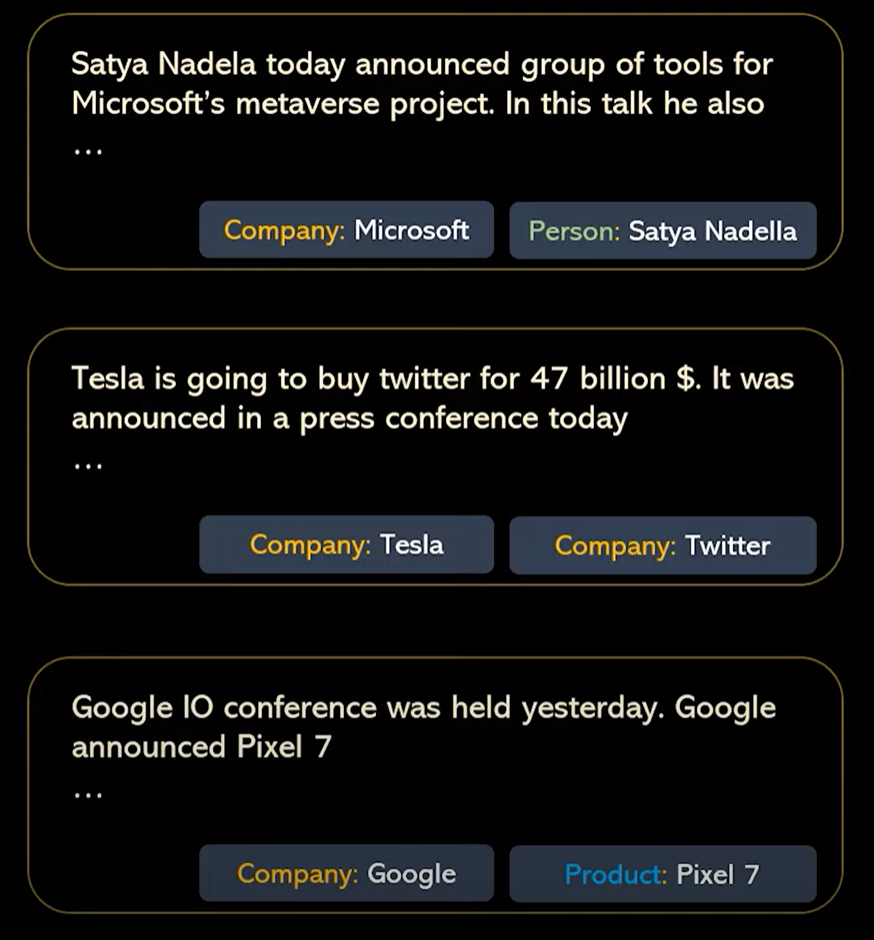 Satya Nadela today announced group of tools for
Microsoft’s metaverse project. In this talk he also
...
Company: Microsoft
Person: Satya Nadella
Tesla is going to buy twitter for 47 billion $. It was
announced in a press conference today
...
Company: Tesla
Company: Twitter
Google IO conference was held yesterday. Google
announced Pixel 7
...
Company: Google
Product: Pixel 7